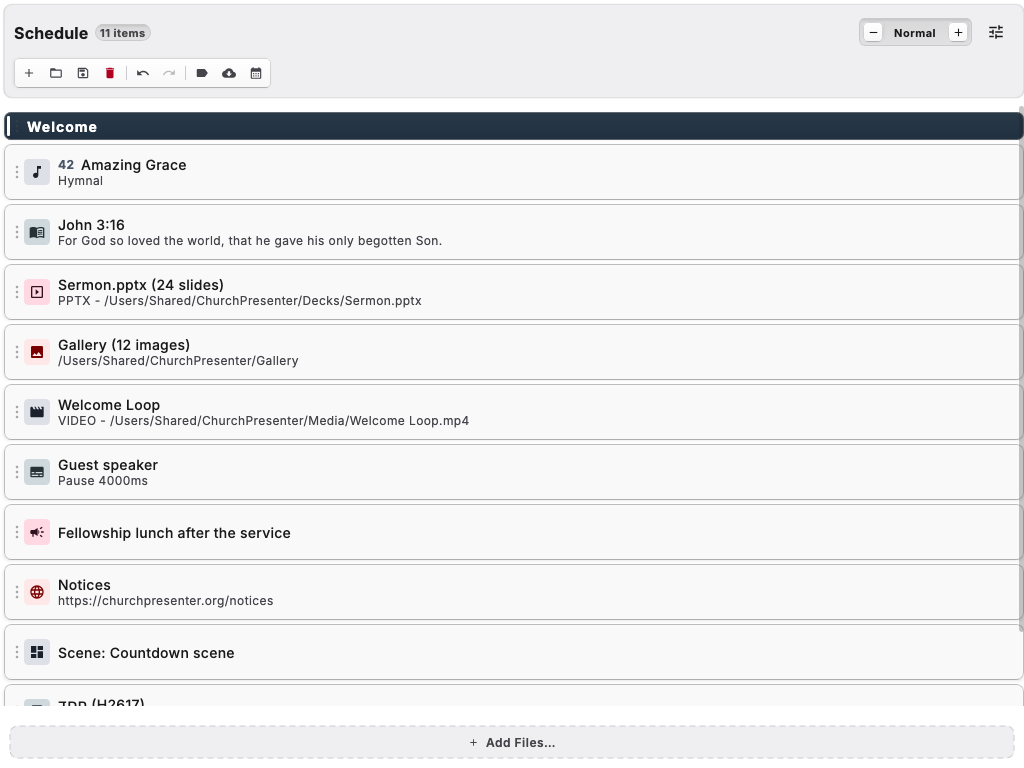 Schedule 11 items
Normal
Welcome
42 Amazing Grace
Hymnal
John 3:16
For God so loved the world, that he gave his only begotten Son.
Sermon.pptx (24 slides)
PPTX - /Users/Shared/ChurchPresenter/Decks/Sermon.pptx
Gallery (12 images)
/Users/Shared/ChurchPresenter/Gallery
Welcome Loop
VIDEO - /Users/Shared/ChurchPresenter/Media/Welcome Loop.mp4
Guest speaker
Pause 4000ms
Fellowship lunch after the service
Notices
https://churchpresenter.org/notices
Scene: Countdown scene
(H2617)
+ Add Files...